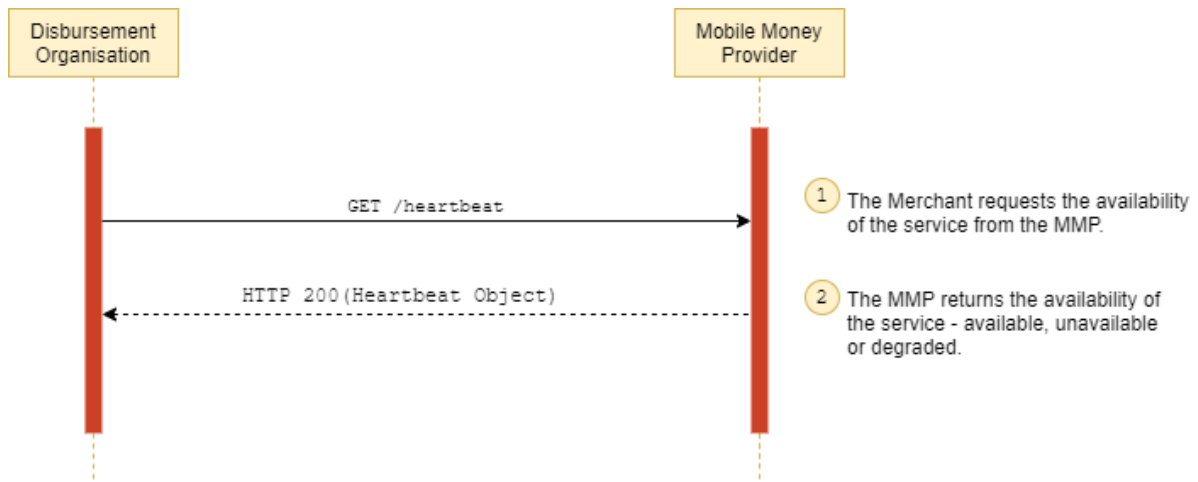 Disbursement
Organisation
Mobile Money
Provider
GET /heartbeat
1
The Merchant requests the availability
of the service from the MMP.
HTTP 200(Heartbeat Object)
2
The MMP returns the availability of
the service - available, unavailable
or degraded.